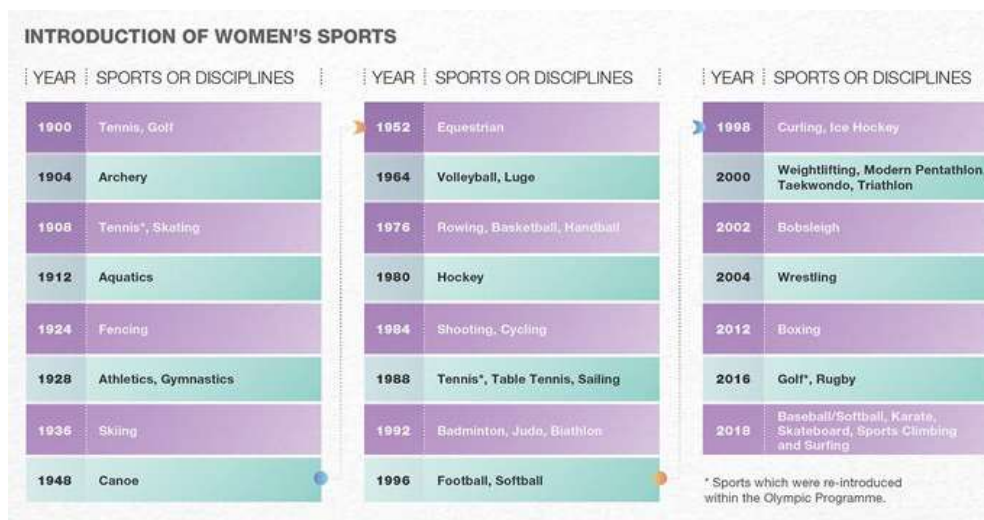 INTRODUCTION OF WOMEN'S SPORTS
YEAR SPORTS OR DISCIPLINES
1900 Tennis, Golf
1904 Archery
1908 Tennis*, Skating
1912 Aquatics
1924 Fencing
1928 Athletics, Gymnastics
1936 Skiing
1948 Canoe
YEAR SPORTS OR DISCIPLINES
1952 Equestrian
1964 Volleyball, Luge
1976 Rowing, Basketball, Handball
1980 Hockey
1984 Shooting, Cycling
1988 Tennis*, Table Tennis, Sailing
1992 Badminton, Judo, Biathlon
1996 Football, Softball
YEAR SPORTS OR DISCIPLINES
1998 Curling, Ice Hockey
2000 Weightlifting, Modern Pentathlon,
Taekwondo, Triathlon
2002 Bobsleigh
2004 Wrestling
2012 Boxing
2016 Golf*, Rugby
2018 Baseball/Softball, Karate,
Skateboard, Sports Climbing
and Surfing
* Sports which were re-introduced
within the Olympic Programme.